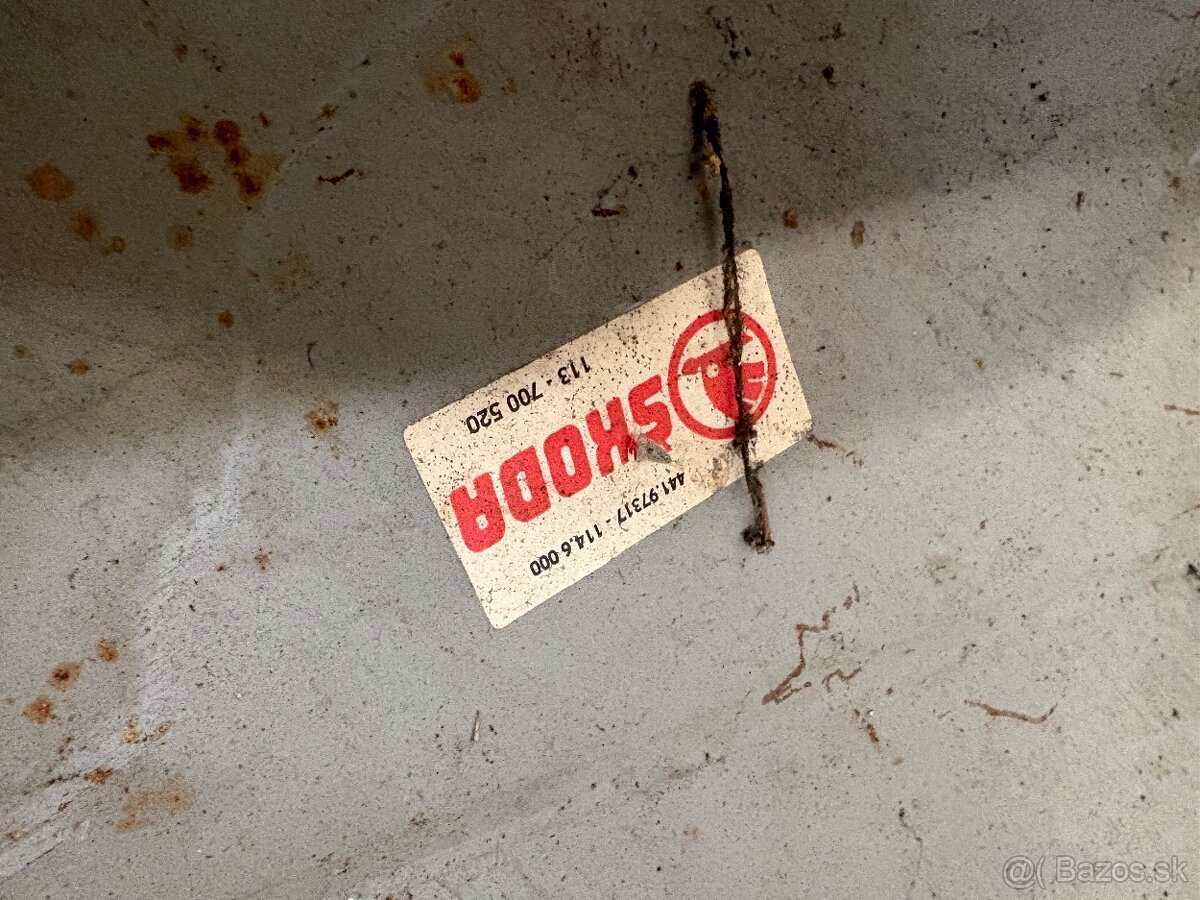 441.97317 - 114.6 000
ŠKODA
113 - 700 520
@( Bazos.sk